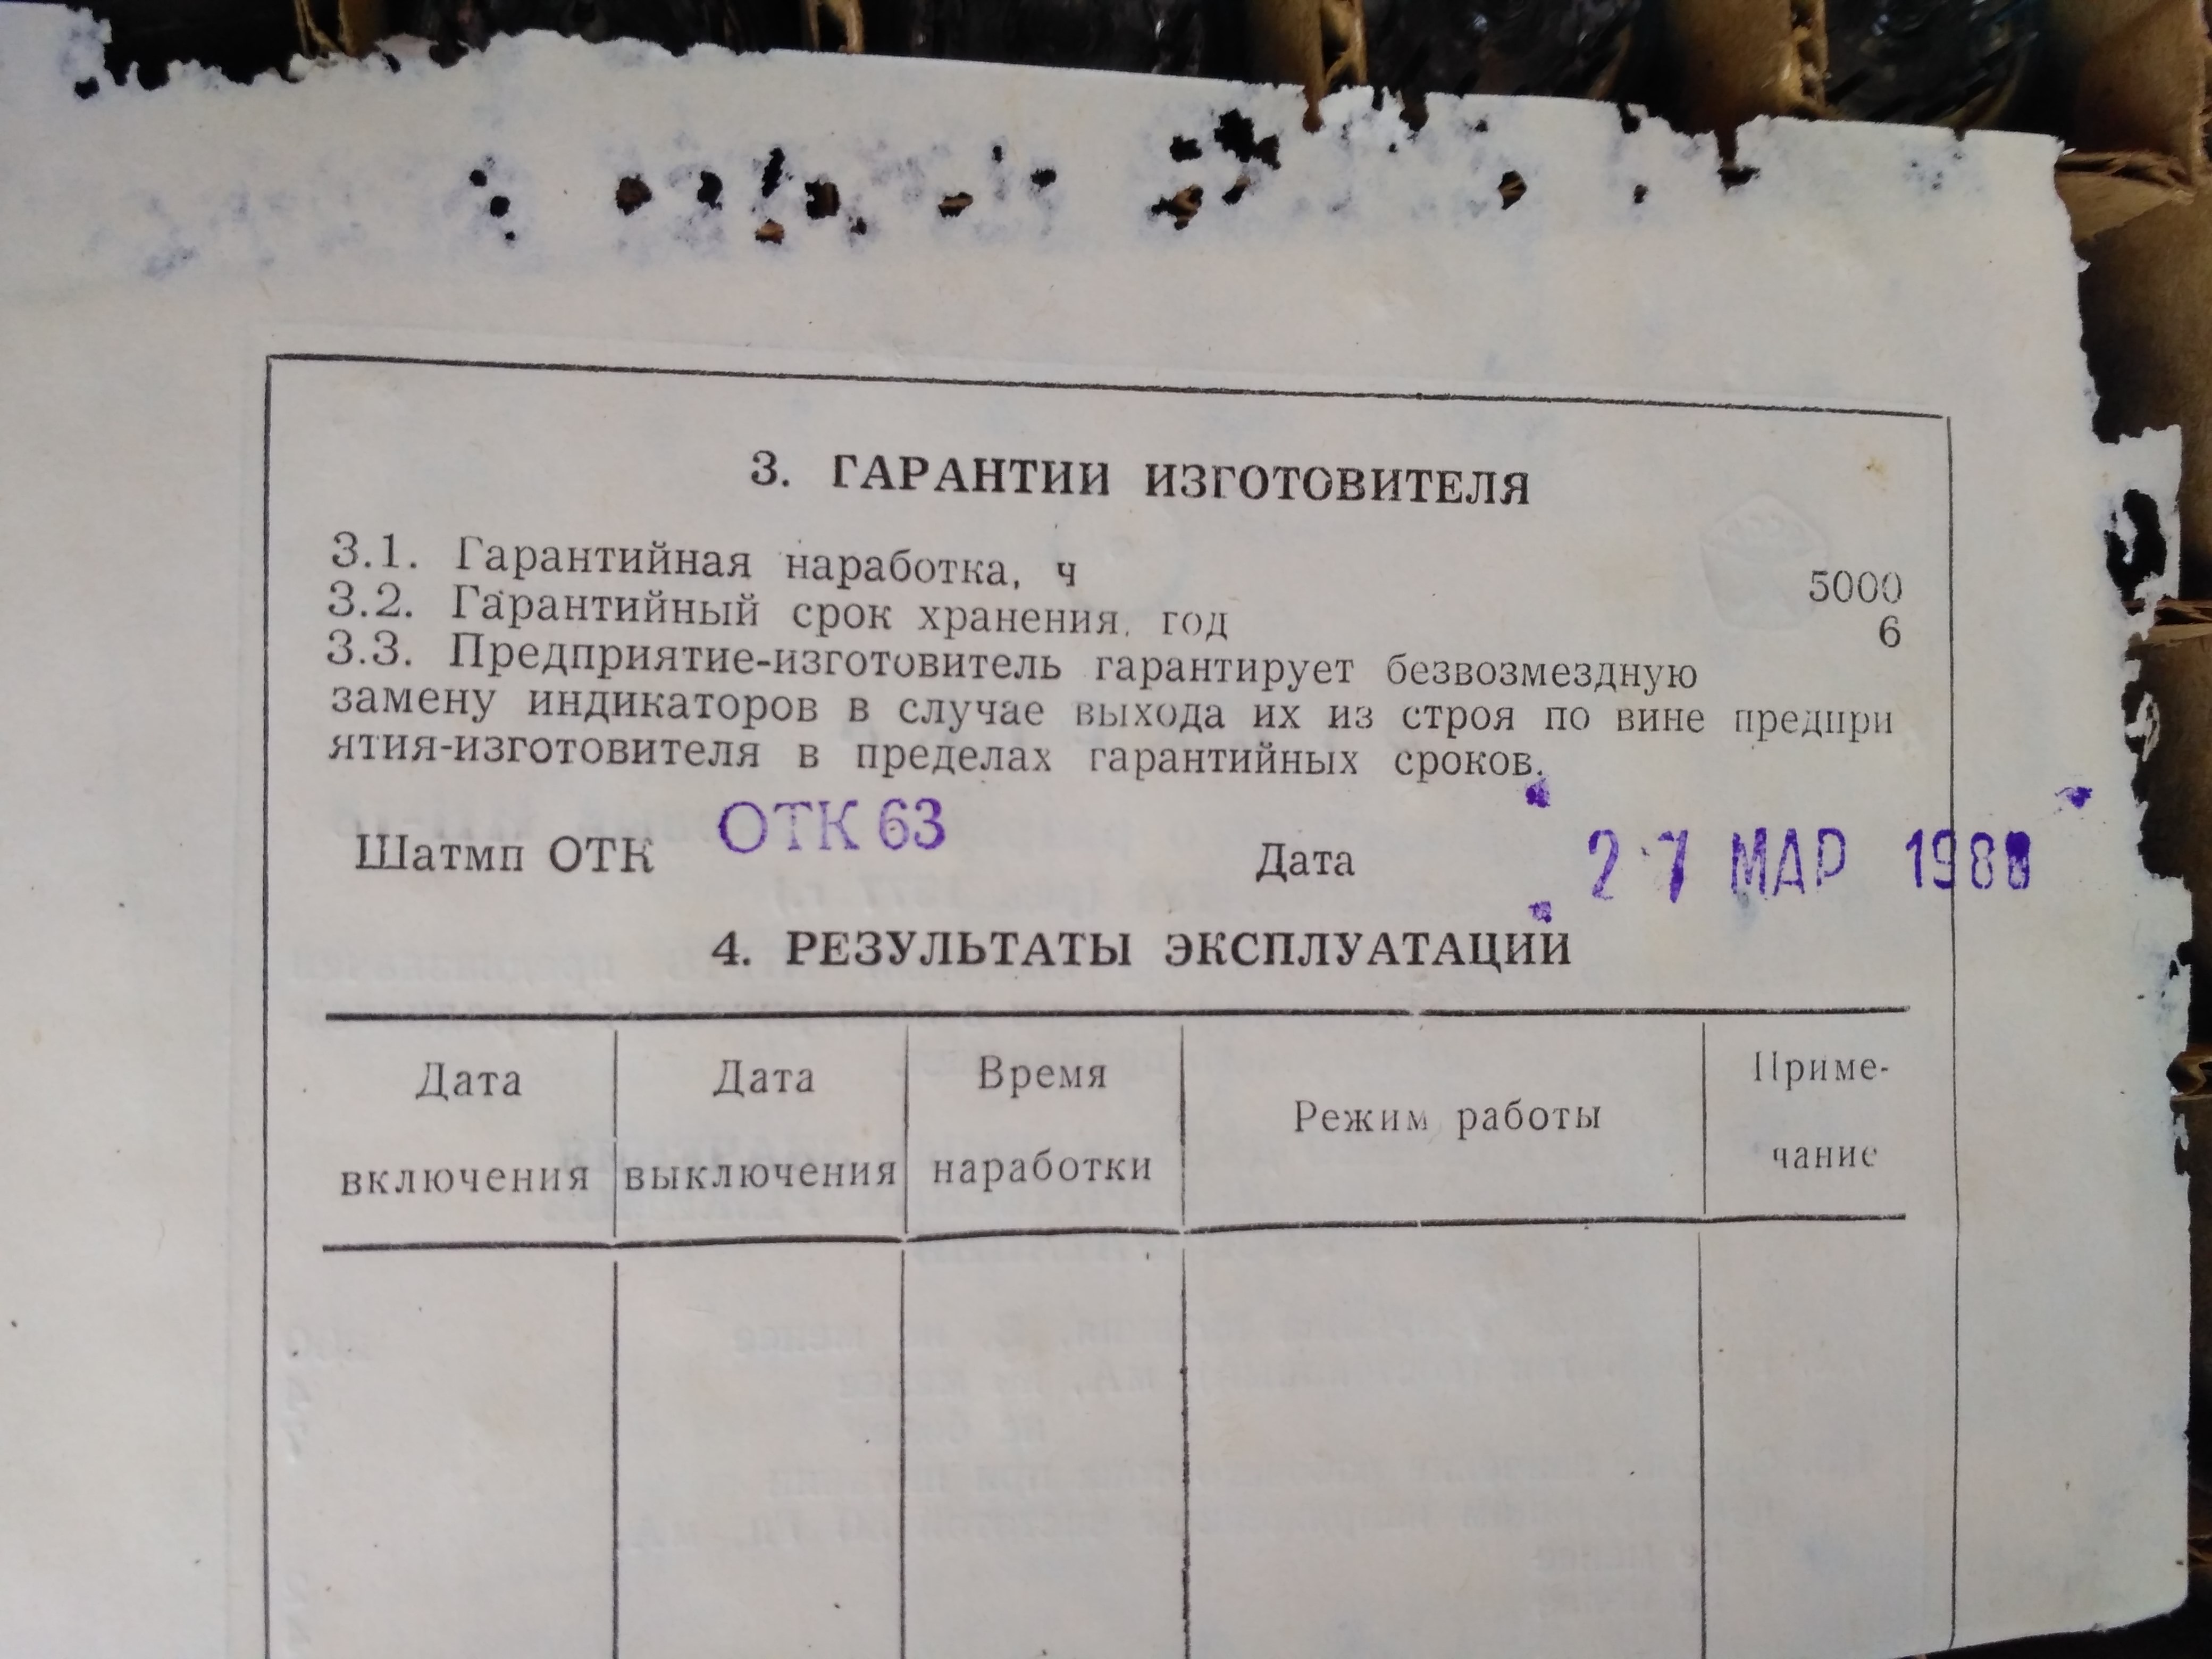 3. ГАРАНТИИ ИЗГОТОВИТЕЛЯ
3.1. Гарантийная наработка, ч 5000
3.2. Гарантийный срок хранения, год 6
3.3. Предприятие-изготовитель гарантирует безвозмездную
замену индикаторов в случае выхода их из строя по вине предпри
ятия-изготовителя в пределах гарантийных сроков.
Шатмп ОТК ОТК 63 Дата 27 МАР 1988
4. РЕЗУЛЬТАТЫ ЭКСПЛУАТАЦИИ
Дата включения
Дата выключения
Время наработки
Режим работы
Приме-
чание